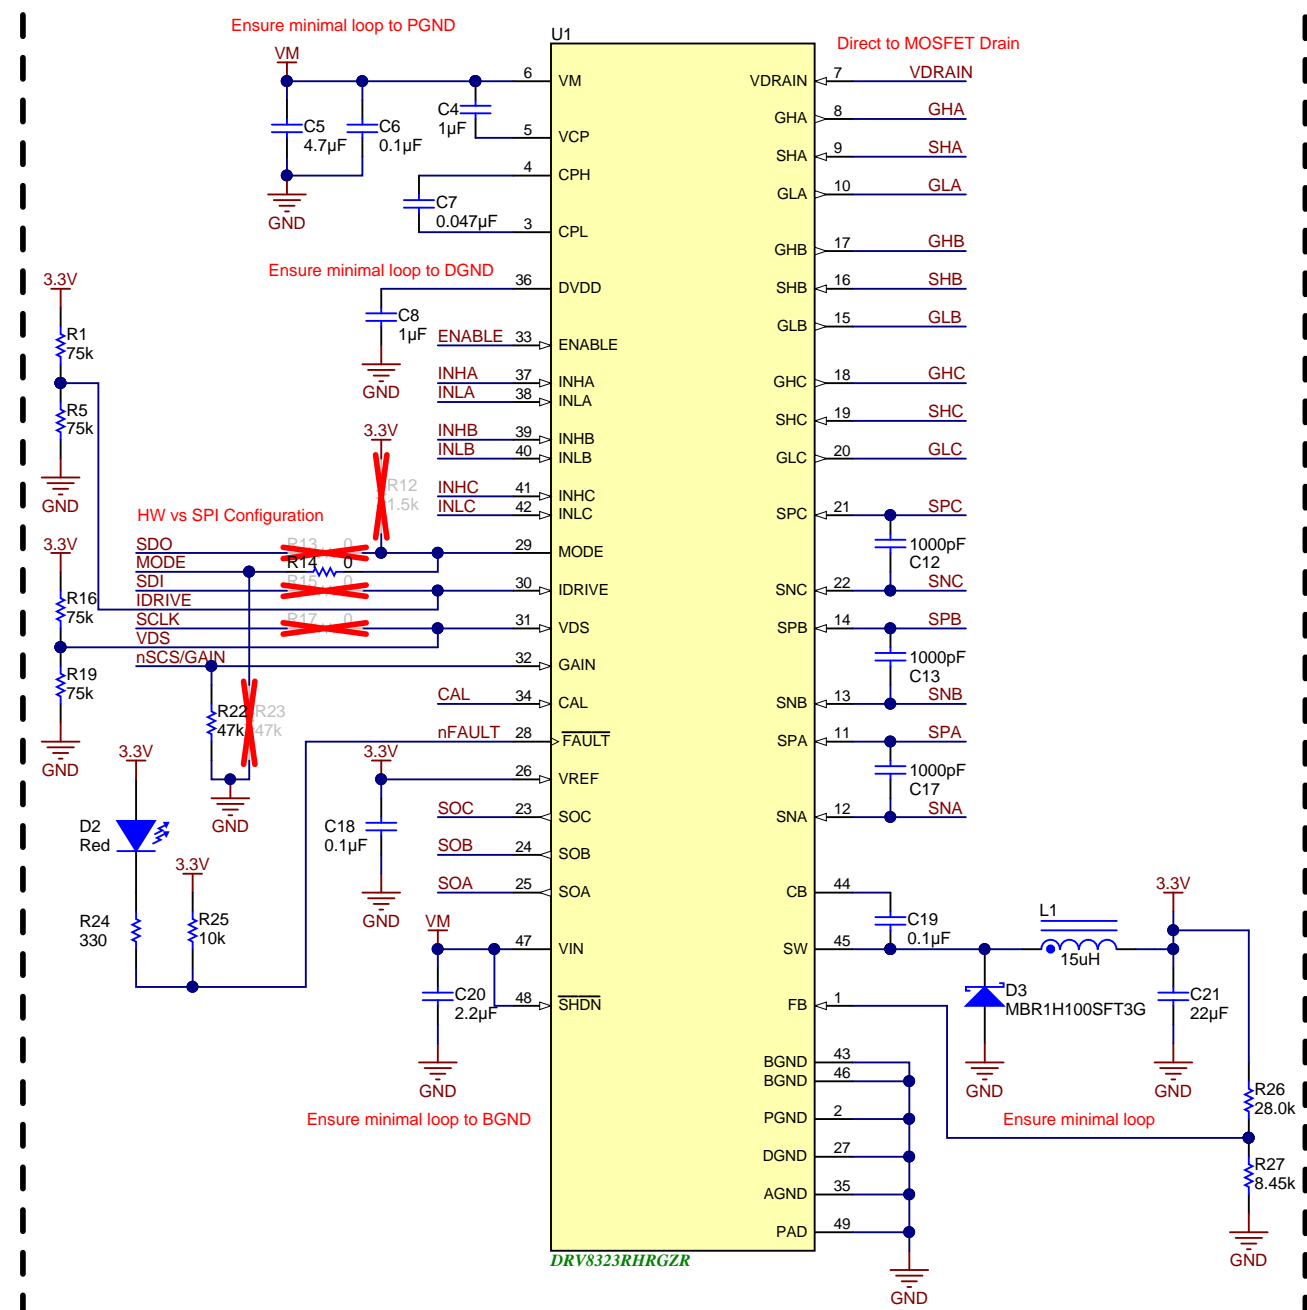 Ensure minimal loop to PGND
U1
Direct to MOSFET Drain
VM
6
VM
VDRAIN
7
VDRAIN
C4
1µF
C5
4.7µF
C6
0.1µF
GHA
8
GHA
5
VCP
SHA
9
SHA
4
CPH
GLA
10
GLA
C7
0.047µF
3
CPL
GHB
17
GHB
Ensure minimal loop to DGND
GND
36
DVDD
SHB
16
SHB
3.3V
C8
1µF
GLB
15
GLB
R1
75k
ENABLE
33
ENABLE
GND
INHA
37
INHA
GHC
18
GHC
INLA
38
INLA
R5
75k
SHC
19
SHC
3.3V
INHB
39
INHB
INLB
40
INLB
GLC
20
GLC
GND
R12
1.5k
INHC
41
INHC
INLC
42
INLC
SPC
21
SPC
HW vs SPI Configuration
3.3V
SDO
R13
0
29
MODE
1000pF
C12
MODE
R14
0
SDI
R15
0
30
IDRIVE
SNC
22
SNC
IDRIVE
R16
75k
SCLK
R17
0
31
VDS
SPB
14
SPB
VDS
nSCS/GAIN
32
GAIN
1000pF
C13
R19
75k
CAL
34
CAL
SNB
13
SNB
R22
47k
R23
47k
nFAULT
28
FAULT
SPA
11
SPA
GND
3.3V
3.3V
26
VREF
1000pF
C17
GND
SOC
23
SOC
SNA
12
SNA
D2
Red
C18
0.1µF
SOB
24
SOB
3.3V
SOA
25
SOA
CB
44
3.3V
GND
R24
330
R25
10k
VM
C19
0.1µF
L1
15uH
47
VIN
SW
45
C20
2.2µF
48
SHDN
FB
1
D3
MBR1H100SFT3G
C21
22µF
GND
BGND
43
GND
GND
BGND
46
R26
28.0k
Ensure minimal loop to BGND
PGND
2
Ensure minimal loop
DGND
27
R27
8.45k
AGND
35
PAD
49
GND
DRV8323RHRGZR
GND